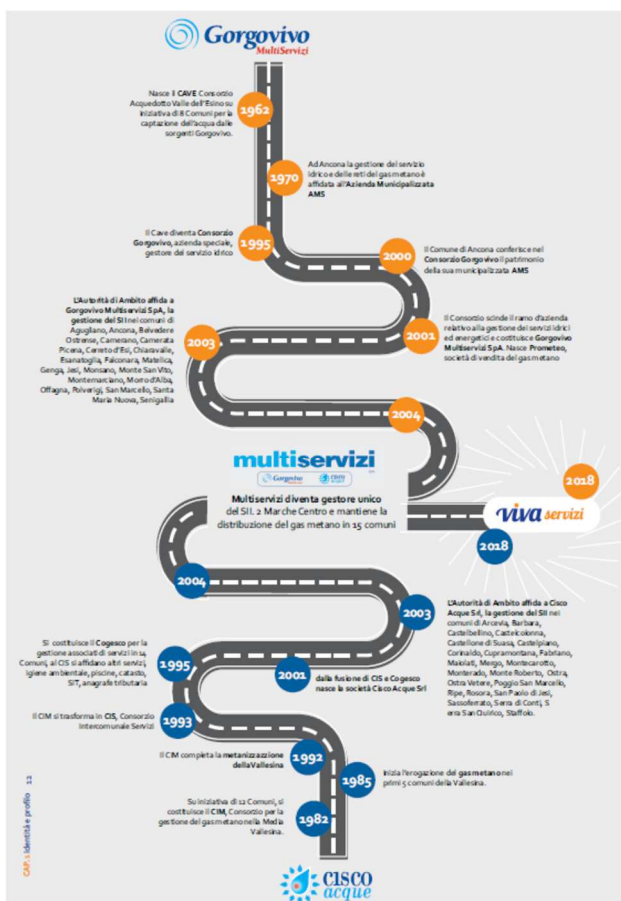 Gorgovivo
MultiServizi
Nasce il CAVE Consorzio
Acquedotto Valle dell'Esino su
iniziativa di 8 Comuni per la
captazione dell'acqua dalle
sorgenti Gorgovivo.
1962
1970
Ad Ancona la gestione del servizio
idrico e delle reti del gas metano è
affidata all'Azienda Municipalizzata
AMS
Il Cave diventa Consorzio
Gorgovivo, azienda speciale,
gestore del servizio idrico
1995
2000
Il Comune di Ancona conferisce nel
Consorzio Gorgovivo il patrimonio
della sua municipalizzata AMS
L'Autorità di Ambito affida a
Gorgovivo Multiservizi SpA, la
gestione del SII nei comuni di
Agugliano, Ancona, Belvedere
Ostrense, Camerano, Camerata
Picena, Cerreto d'Esi, Chiaravalle,
Esanatoglia, Falconara, Matelica,
Genga, Jesi, Monsano, Monte San Vito,
Montemarciano, Morro d'Alba,
Offagna, Polverigi, San Marcello, Santa
Maria Nuova, Senigallia
2003
2001
Il Consorzio scinde il ramo d'azienda
relativo alla gestione dei servizi idrici
ed energetici e costituisce Gorgovivo
Multiservizi SpA. Nasce Prometeo,
società di vendita del gas metano
2004
multiservizi
Gorgovivo
cisco
acque
Multiservizi diventa gestore unico
del SII. 2 Marche Centro e mantiene la
distribuzione del gas metano in 15 comuni
2018
viva servizi
2018
2004
2003
L'Autorità di Ambito affida a Cisco
Acque Srl, la gestione del SII nei
comuni di Arcevia, Barbara,
Castelbellino, Castelcolonna,
Castelleone di Suasa, Castelplano,
Corinaldo, Cupramontana, Fabriano,
Maiolati, Mergo, Montecarotto,
Monterado, Monte Roberto, Ostra,
Ostra Vetere, Poggio San Marcello,
Ripe, Rosora, San Paolo di Jesi,
Sassoferrato, Serra di Conti, S
erra San Quirico, Staffolo.
Si costituisce il Cogesco per la
gestione associati di servizi in 14
Comuni, ai CIS si affidano altri servizi,
igiene ambientale, piscine, catasto,
SIT, anagrafe tributaria
1995
2001
dalla fusione di CIS e Cogesco
nasce la società Cisco Acque Srl
Il CIM si trasforma in CIS, Consorzio
Intercomunale Servizi
1993
Il CIM completa la metanizzazzione
della Vallesina
1992
1985
Inizia l'erogazione del gas metano nei
primi 5 comuni della Vallesina.
Su iniziativa di 12 Comuni, si
costituisce il CIM, Consorzio per la
gestione del gas metano nella Media
Vallesina.
1982
CISCO
acque
CAP. 1 Identità e profilo 12